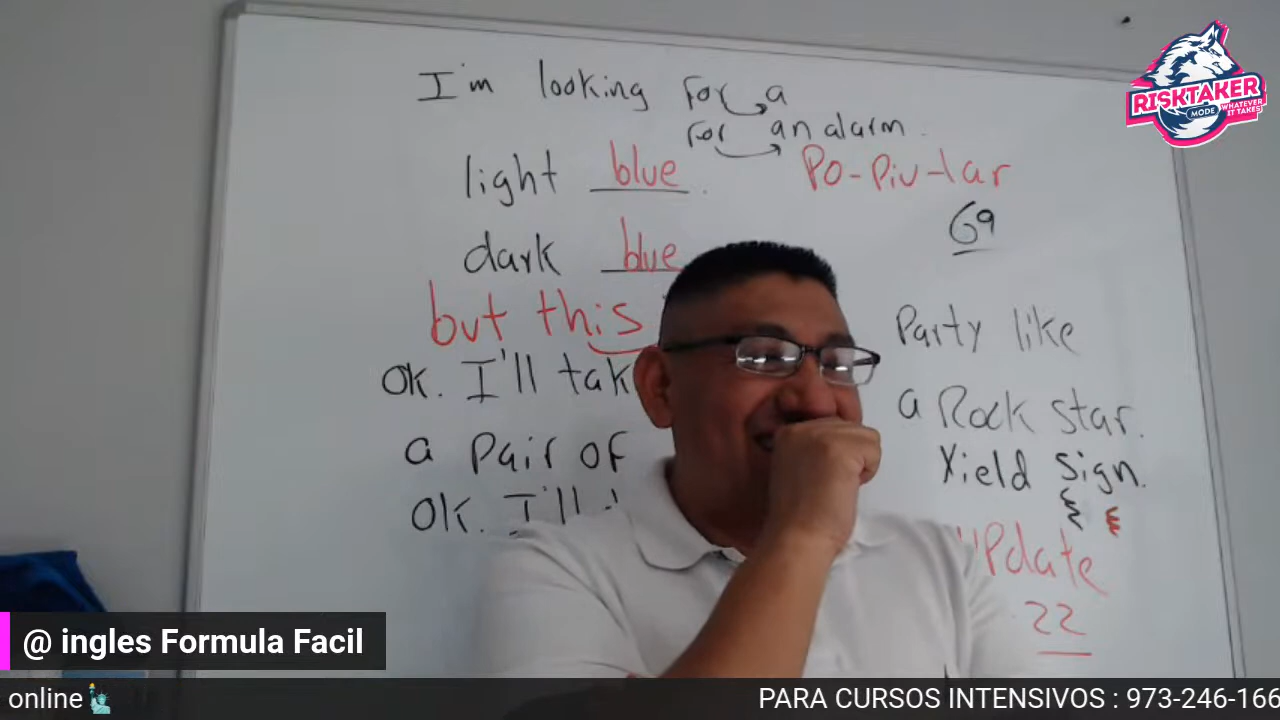 I'm looking for a
for an alarm.
light blue.
dark blue
but this
OK. I'll tak
a pair of
OK. I'll
Po-piu-lar
69
Party like
a Rock star.
Yield sign.
update
22
RISKTAKER
MODE WHATEVER IT TAKES
@ ingles Formula Facil
online
PARA CURSOS INTENSIVOS : 973-246-166